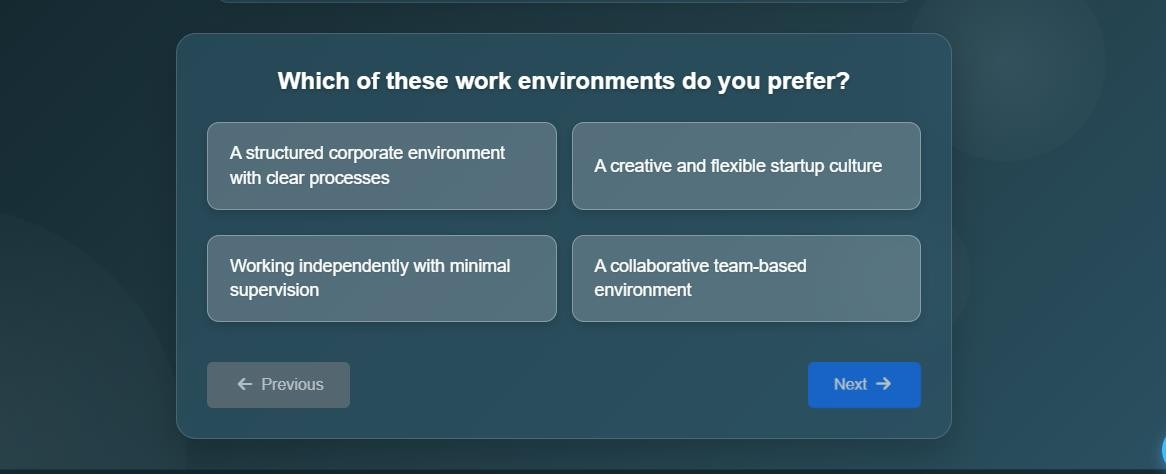 Which of these work environments do you prefer?
A structured corporate environment
with clear processes
A creative and flexible startup culture
Working independently with minimal
supervision
A collaborative team-based
environment
Previous
Next